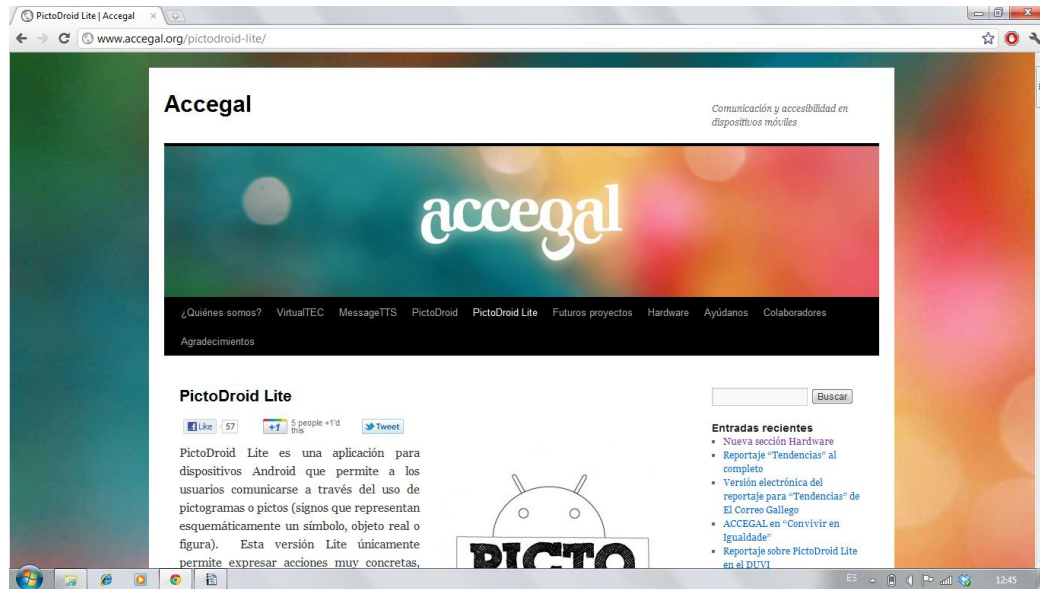 PictoDroid Lite | Accegal
www.accegal.org/pictodroid-lite/
Accegal
Comunicación y accesibilidad en
dispositivos móviles
accegal
¿Quiénes somos? VirtualTEC MessageTTS PictoDroid PictoDroid Lite Futuros proyectos Hardware Ayúdanos Colaboradores
Agradecimientos
PictoDroid Lite
Like 57 +1 5 people +1'd
this Tweet
PictoDroid Lite es una aplicación para
dispositivos Android que permite a los
usuarios comunicarse a través del uso de
pictogramas o pictos (signos que representan
esquemáticamente un símbolo, objeto real o
figura). Esta versión Lite únicamente
permite expresar acciones muy concretas,
PICTO
Buscar
Entradas recientes
Nueva sección Hardware
Reportaje “Tendencias” al
completo
Versión electrónica del
reportaje para “Tendencias” de
El Correo Gallego
ACCEGAL en “Convivir en
Igualdade”
Reportaje sobre PictoDroid Lite
en el DUVI
ES 12:45